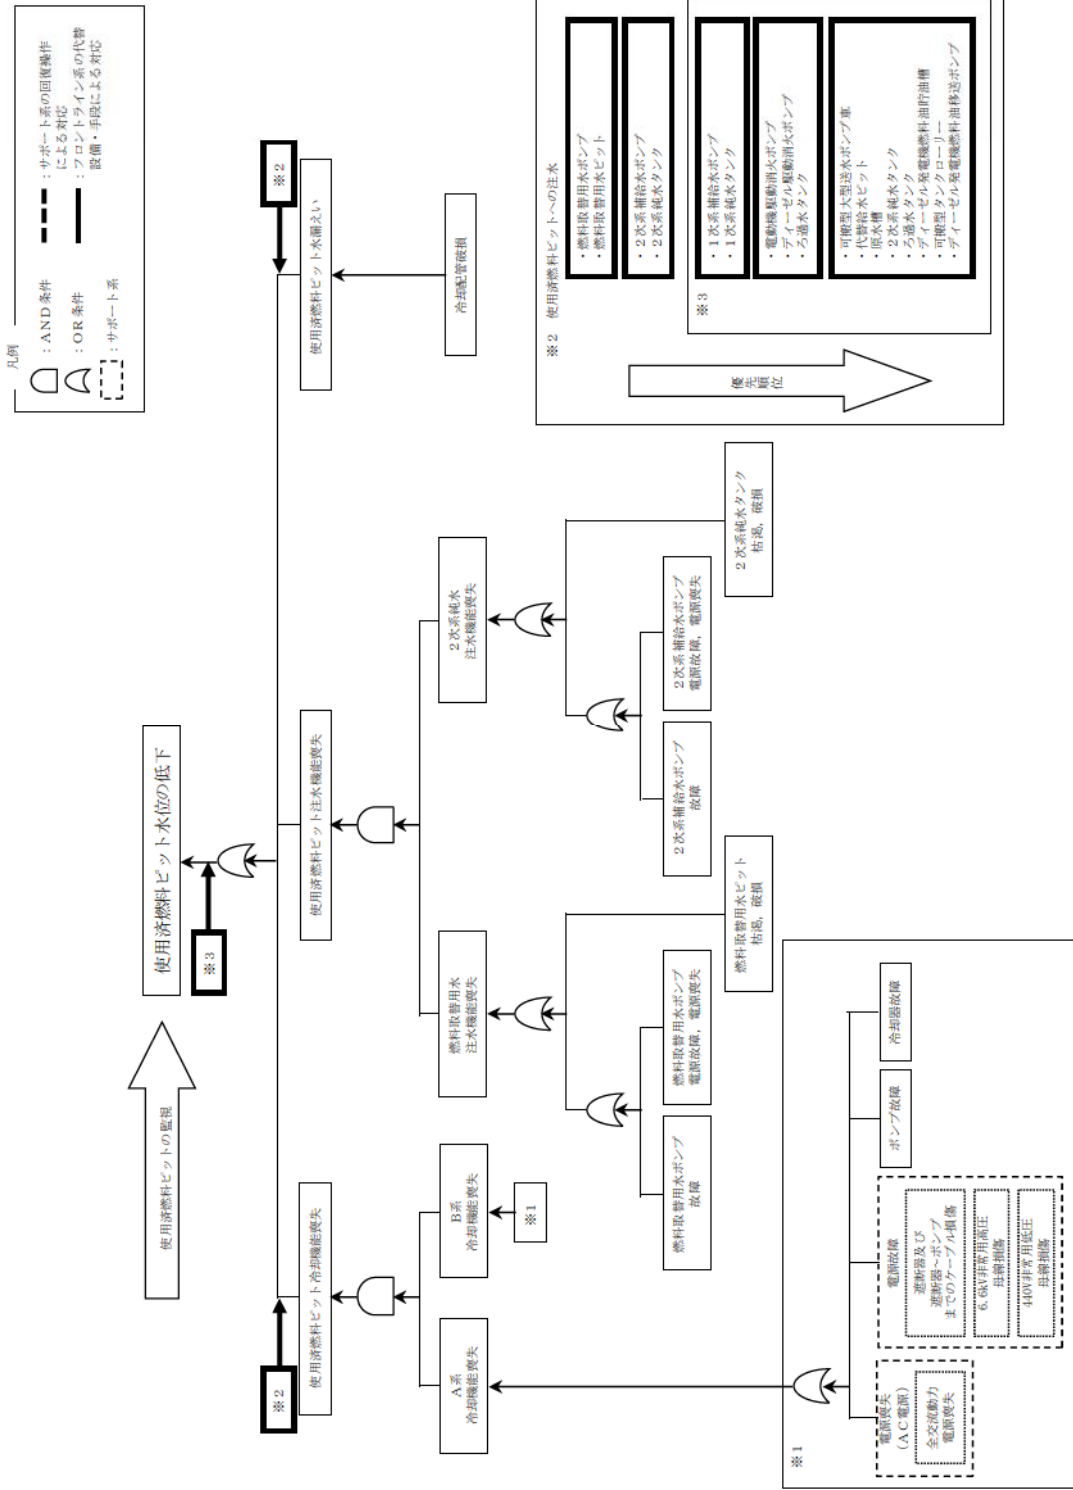 凡例
：AND条件
：OR条件
：サポート系
：サポート系の回復操作
による対応
：フロントライン系の代替
設備・手段による対応
使用済燃料ピットの監視
使用済燃料ピット水位の低下
※3
※2
使用済燃料ピット冷却機能喪失
使用済燃料ピット注水機能喪失
使用済燃料ピット水漏えい
※2
A系
冷却機能喪失
B系
冷却機能喪失
※1
燃料取替用水
注水機能喪失
2次系純水
注水機能喪失
冷却配管破損
燃料取替用水ポンプ
故障
燃料取替用水ポンプ
電源故障，電源喪失
燃料取替用水ピット
枯渇，破損
2次系補給水ポンプ
故障
2次系補給水ポンプ
電源故障，電源喪失
2次系純水タンク
枯渇，破損
※1
電源喪失
（AC電源）
全交流動力
電源喪失
電源故障
遮断器及び
遮断器～ポンプ
までのケーブル損傷
6.6kV非常用高圧
母線損傷
440V非常用低圧
母線損傷
ポンプ故障
冷却器故障
※2　使用済燃料ピットへの注水
優先順位
・燃料取替用水ポンプ
・燃料取替用水ピット
・2次系補給水ポンプ
・2次系純水タンク
※3
・1次系補給水ポンプ
・1次系純水タンク
・電動機駆動消火ポンプ
・ディーゼル駆動消火ポンプ
・ろ過水タンク
・可搬型大型送水ポンプ車
・代替給水ピット
・原水槽
・2次系純水タンク
・ろ過水タンク
・ディーゼル発電機燃料油貯油槽
・可搬型タンクローリー
・ディーゼル発電機燃料油移送ポンプ